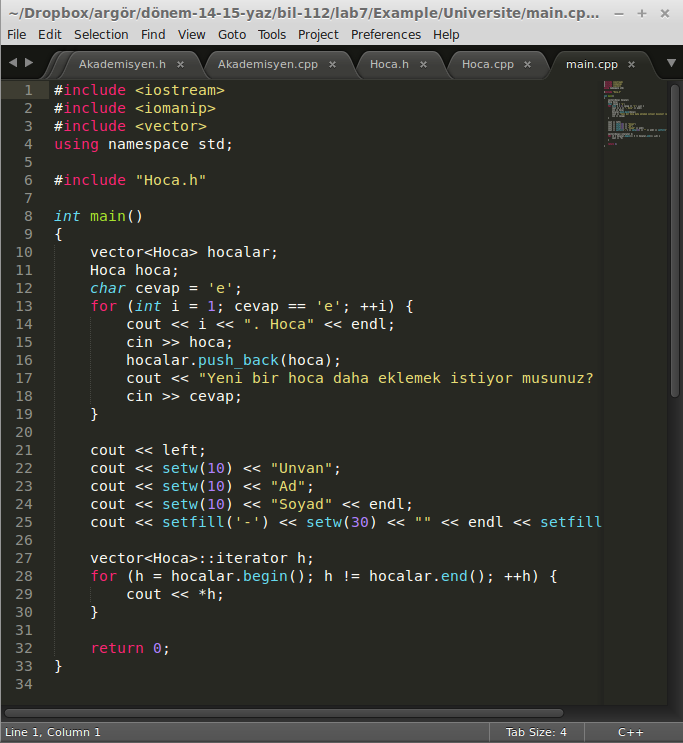 ~/Dropbox/argör/dönem-14-15-yaz/bil-112/lab7/Example/Universite/main.cp...
File Edit Selection Find View Goto Tools Project Preferences Help
Akademisyen.h Akademisyen.cpp Hoca.h Hoca.cpp main.cpp
1 #include <iostream>
2 #include <iomanip>
3 #include <vector>
4 using namespace std;
5
6 #include "Hoca.h"
7
8 int main()
9 {
10 vector<Hoca> hocalar;
11 Hoca hoca;
12 char cevap = 'e';
13 for (int i = 1; cevap == 'e'; ++i) {
14 cout << i << ". Hoca" << endl;
15 cin >> hoca;
16 hocalar.push_back(hoca);
17 cout << "Yeni bir hoca daha eklemek istiyor musunuz?
18 cin >> cevap;
19 }
20
21 cout << left;
22 cout << setw(10) << "Unvan";
23 cout << setw(10) << "Ad";
24 cout << setw(10) << "Soyad" << endl;
25 cout << setfill('-') << setw(30) << "" << endl << setfill
26
27 vector<Hoca>::iterator h;
28 for (h = hocalar.begin(); h != hocalar.end(); ++h) {
29 cout << *h;
30 }
31
32 return 0;
33 }
34
Line 1, Column 1 Tab Size: 4 C++